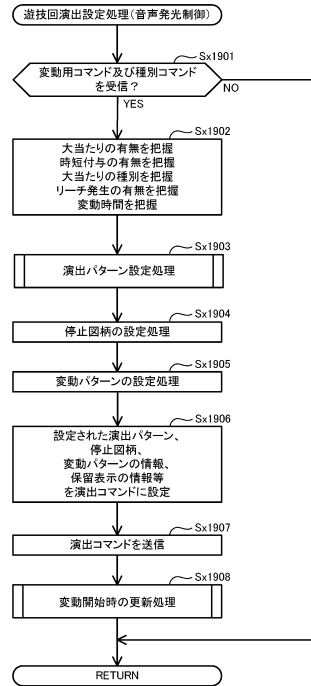 遊技回演出設定処理(音声発光制御)
Sx1901
変動用コマンド及び種別コマンド
を受信？
NO
YES
Sx1902
大当たりの有無を把握
時短付与の有無を把握
大当たりの種別を把握
リーチ発生の有無を把握
変動時間を把握
Sx1903
演出パターン設定処理
Sx1904
停止図柄の設定処理
Sx1905
変動パターンの設定処理
Sx1906
設定された演出パターン、
停止図柄、
変動パターンの情報、
保留表示の情報等
を演出コマンドに設定
Sx1907
演出コマンドを送信
Sx1908
変動開始時の更新処理
RETURN